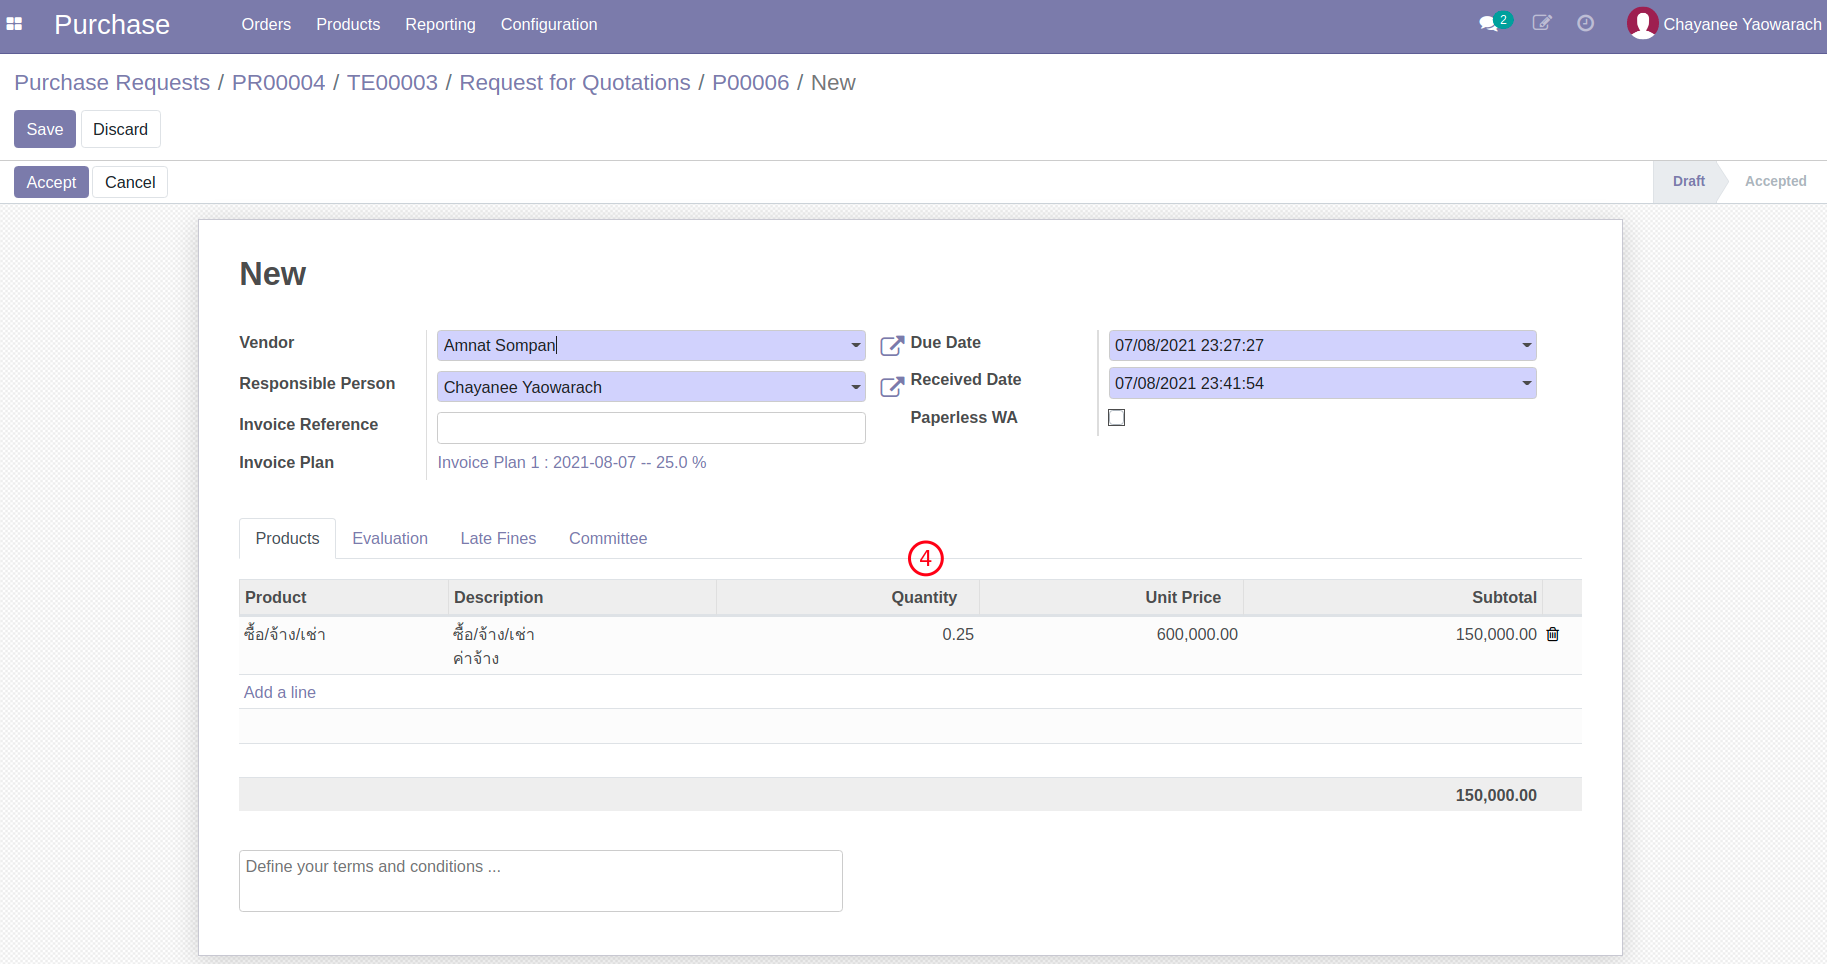 Purchase Orders Products Reporting Configuration 2 Chayanee Yaowarach
Purchase Requests / PR00004 / TE00003 / Request for Quotations / P00006 / New
Save Discard
Accept Cancel Draft Accepted
New
Vendor Amnat Sompan Due Date 07/08/2021 23:27:27
Responsible Person Chayanee Yaowarach Received Date 07/08/2021 23:41:54
Invoice Reference Paperless WA
Invoice Plan Invoice Plan 1 : 2021-08-07 -- 25.0 %
Products Evaluation Late Fines Committee
4
Product Description Quantity Unit Price Subtotal
ซื้อ/จ้าง/เช่า ซื้อ/จ้าง/เช่า 0.25 600,000.00 150,000.00
ค่าจ้าง
Add a line
150,000.00
Define your terms and conditions ...